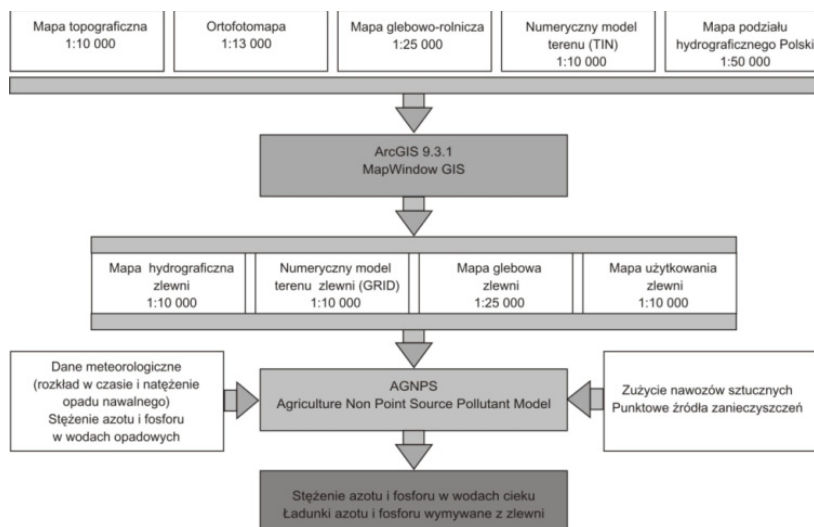 Mapa topograficzna
1:10 000
Ortofotomapa
1:13 000
Mapa glebowo-rolnicza
1:25 000
Numeryczny model
terenu (TIN)
1:10 000
Mapa podziału
hydrograficznego Polski
1:50 000
ArcGIS 9.3.1
MapWindow GIS
Mapa hydrograficzna
zlewni
1:10 000
Numeryczny model
terenu zlewni (GRID)
1:10 000
Mapa glebowa
zlewni
1:25 000
Mapa użytkowania
zlewni
1:10 000
Dane meteorologiczne
(rozkład w czasie i natężenie
opadu nawalnego)
Stężenie azotu i fosforu
w wodach opadowych
AGNPS
Agriculture Non Point Source Pollutant Model
Zużycie nawozów sztucznych
Punktowe źródła zanieczyszczeń
Stężenie azotu i fosforu w wodach cieku
Ładunki azotu i fosforu wymywane z zlewni